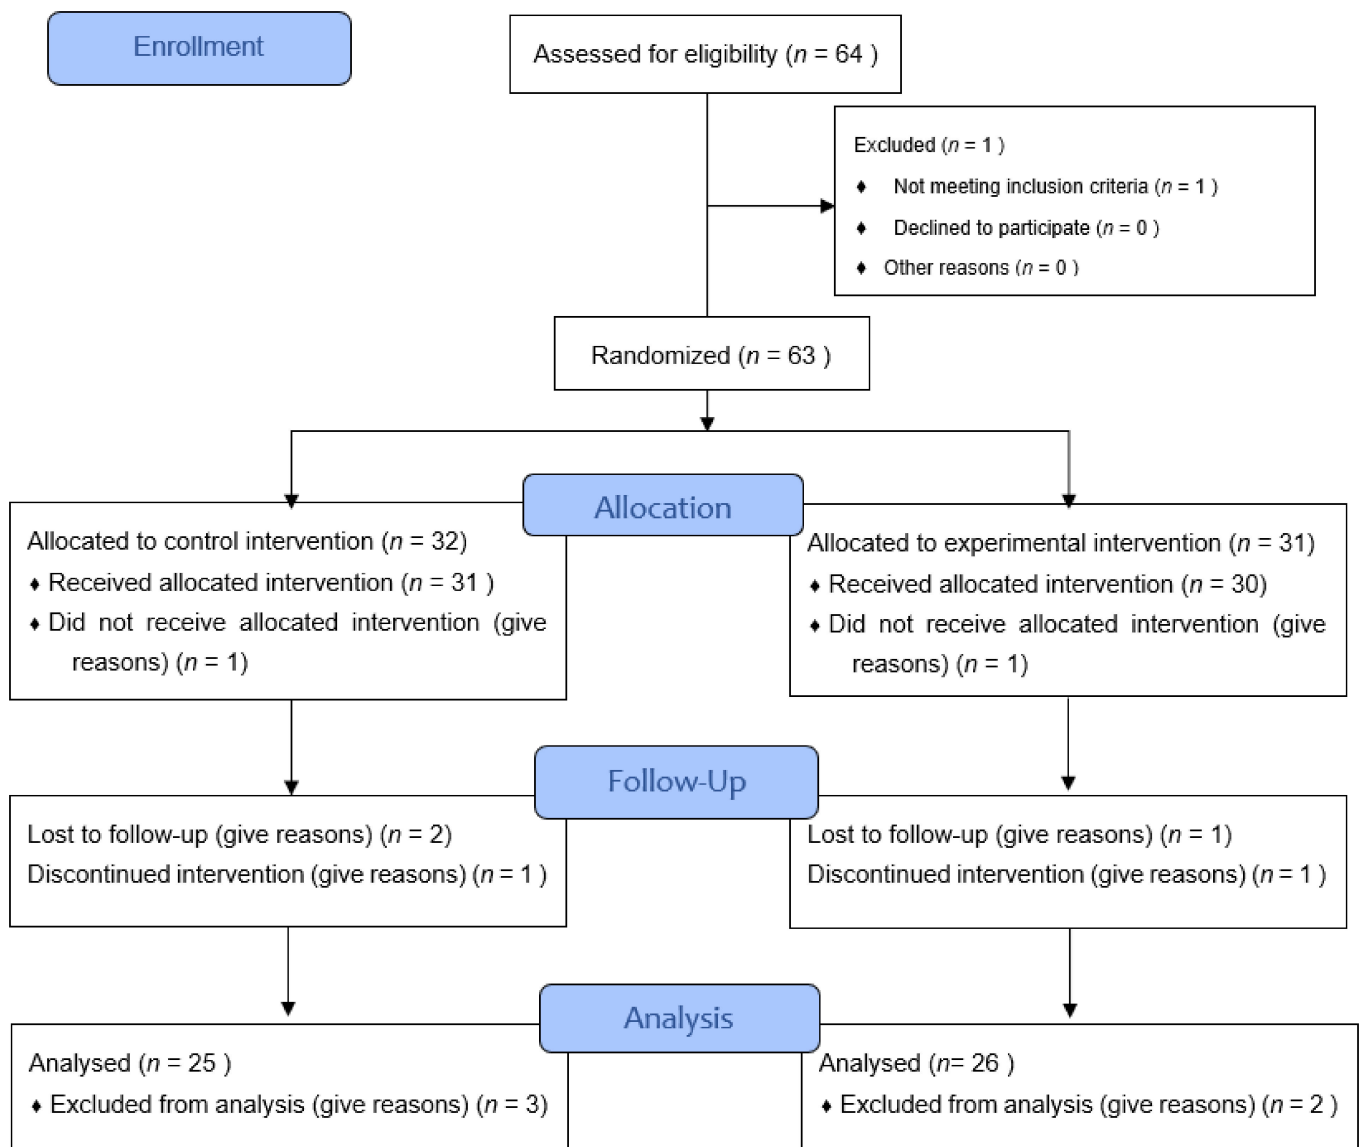 Enrollment
Assessed for eligibility (n = 64 )
Excluded (n = 1 )
♦ Not meeting inclusion criteria (n = 1 )
♦ Declined to participate (n = 0 )
♦ Other reasons (n = 0 )
Randomized (n = 63 )
Allocation
Allocated to control intervention (n = 32)
♦ Received allocated intervention (n = 31 )
♦ Did not receive allocated intervention (give
reasons) (n = 1)
Allocated to experimental intervention (n = 31)
♦ Received allocated intervention (n = 30)
♦ Did not receive allocated intervention (give
reasons) (n = 1)
Follow-Up
Lost to follow-up (give reasons) (n = 2)
Discontinued intervention (give reasons) (n = 1 )
Lost to follow-up (give reasons) (n = 1)
Discontinued intervention (give reasons) (n = 1 )
Analysis
Analysed (n = 25 )
♦ Excluded from analysis (give reasons) (n = 3)
Analysed (n= 26 )
♦ Excluded from analysis (give reasons) (n = 2 )